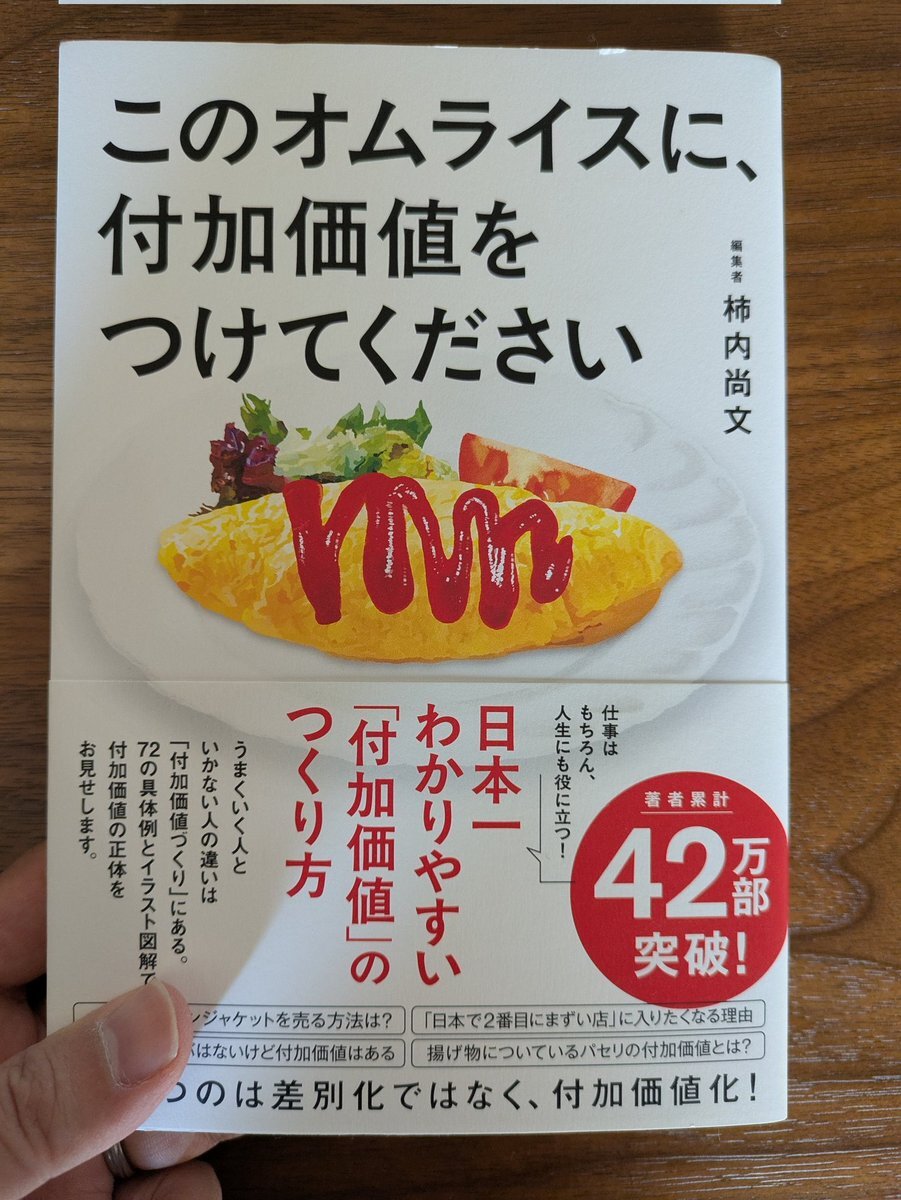 このオムライスに、
付加価値を
つけてください
編集者 柿内尚文
仕事は
もちろん、
人生にも役に立つ!
日本一
わかりやすい
「付加価値」の
つくり方
うまくいく人と
いかない人の違いは
「付加価値づくり」にある。
72の具体例とイラスト図解で
付加価値の正体を
お見せします。
著者累計
42万部
突破!
ンジャケットを売る方法は?
「日本で2番目にまずい店」に入りたくなる理由
はないけど付加価値はある
揚げ物についているパセリの付加価値とは?
つのは差別化ではなく、付加価値化!